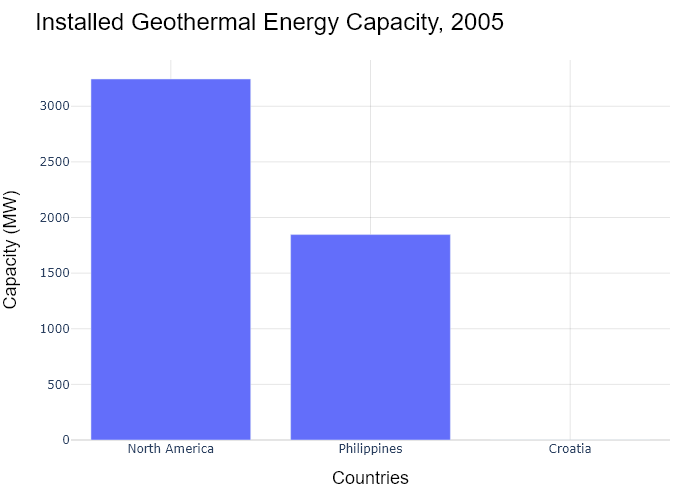 Installed Geothermal Energy Capacity, 2005
Capacity (MW)
3000
2500
2000
1500
1000
500
0
North America Philippines Croatia
Countries